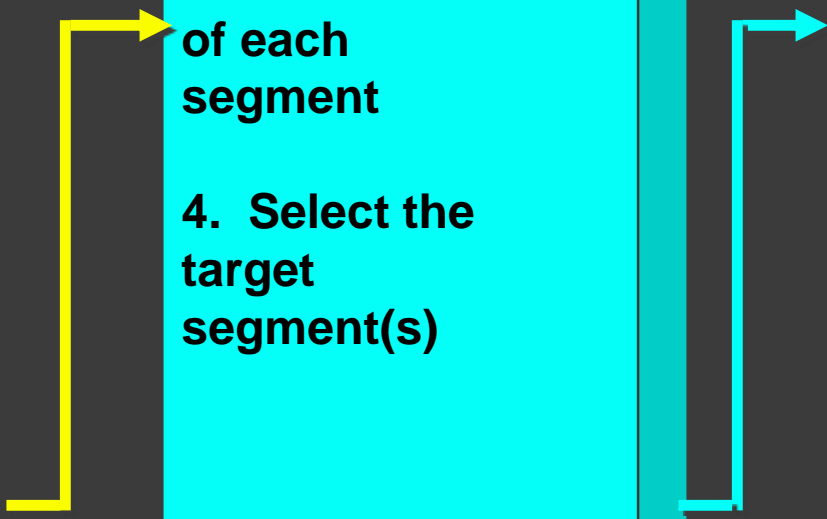 of each
segment
4. Select the
target
segment(s)